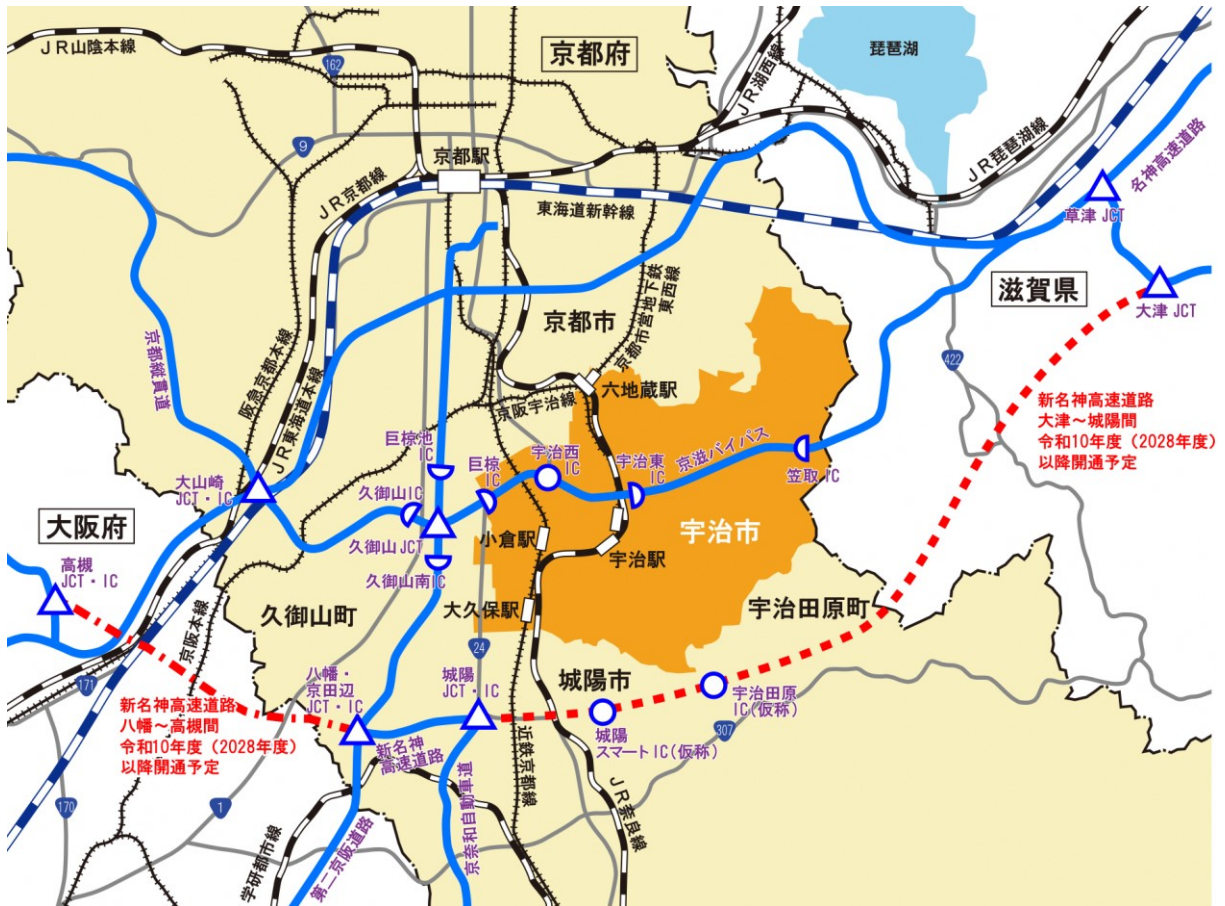 JR山陰本線
162
京都府
JR湖西線
琵琶湖
9
京都駅
JR京都線
JR琵琶湖線
名神高速道路
東海道新幹線
草津 JCT
滋賀県
大津 JCT
京都縦貫道
阪急京都本線
JR東海道本線
京都市
京都市営地下鉄
東西線
422
六地蔵駅
京阪宇治線
新名神高速道路
大津~城陽間
令和10年度(2028年度)
以降開通予定
巨椋池
IC
宇治西
IC
巨椋
IC
宇治東
IC
京滋バイパス
笠取 IC
大山崎
JCT・IC
久御山IC
大阪府
久御山JCT
小倉駅
宇治市
宇治駅
高槻
JCT・IC
久御山南IC
久御山町
大久保駅
宇治田原町
京阪本線
24
171
八幡・
京田辺
JCT・IC
城陽
JCT・IC
城陽市
宇治田原
IC(仮称)
新名神高速道路
八幡~高槻間
令和10年度(2028年度)
以降開通予定
城陽
スマートIC(仮称)
307
新名神
高速道路
近鉄京都線
170
1
京奈和自動車道
JR奈良線
学研都市線
第二京阪道路